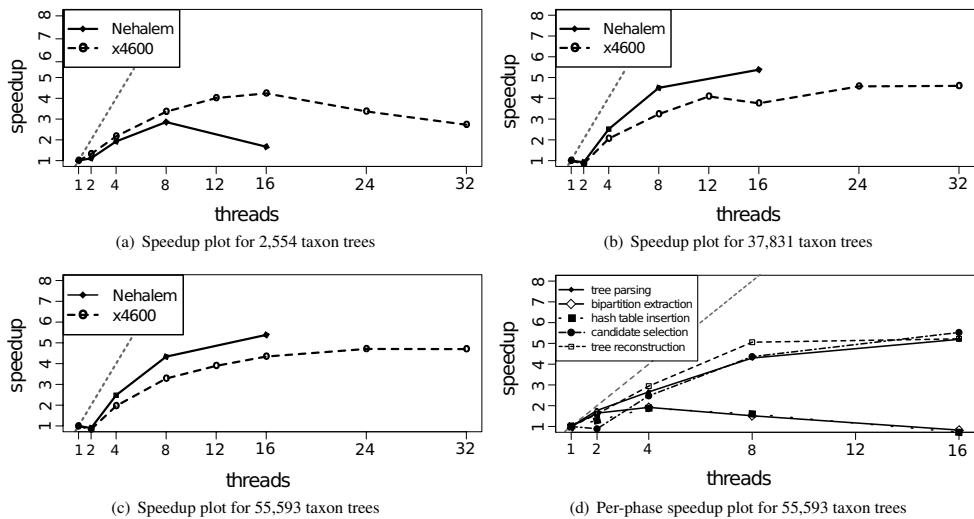 8
7
6
5
4
3
2
1
speedup
Nehalem
x4600
1 2 4 8 12 16 24 32
threads
(a) Speedup plot for 2,554 taxon trees
8
7
6
5
4
3
2
1
speedup
Nehalem
x4600
1 2 4 8 12 16 24 32
threads
(b) Speedup plot for 37,831 taxon trees
8
7
6
5
4
3
2
1
speedup
Nehalem
x4600
1 2 4 8 12 16 24 32
threads
(c) Speedup plot for 55,593 taxon trees
8
7
6
5
4
3
2
1
speedup
tree parsing
bipartition extraction
hash table insertion
candidate selection
tree reconstruction
1 2 4 8 12 16
threads
(d) Per-phase speedup plot for 55,593 taxon trees